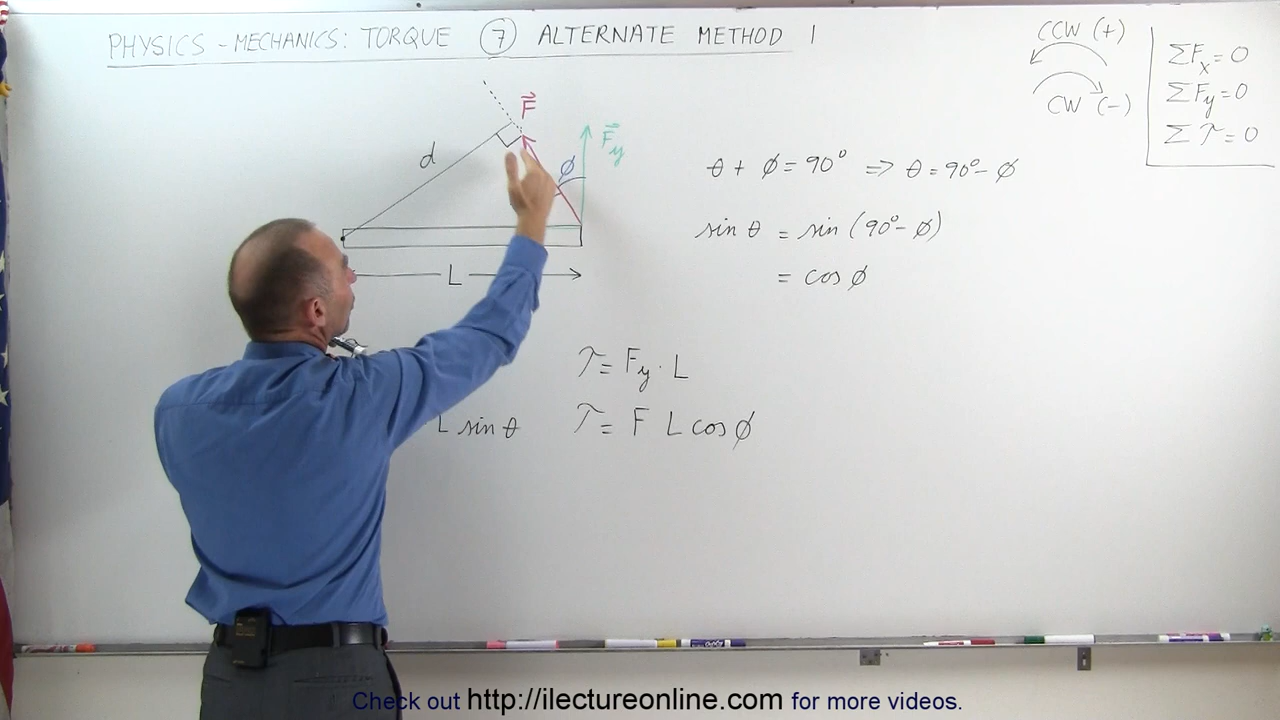 PHYSICS - MECHANICS: TORQUE 7 ALTERNATE METHOD 1
CCW (+)
CW (-)
ΣFx = 0
ΣFy = 0
Στ = 0
F⃗
F⃗y
d
ϕ
L
θ + ϕ = 90° ⇒ θ = 90° - ϕ
sin θ = sin (90° - ϕ)
= cos ϕ
τ = Fy · L
L sin θ
τ = F L cos ϕ
Check out http://ilectureonline.com for more videos.